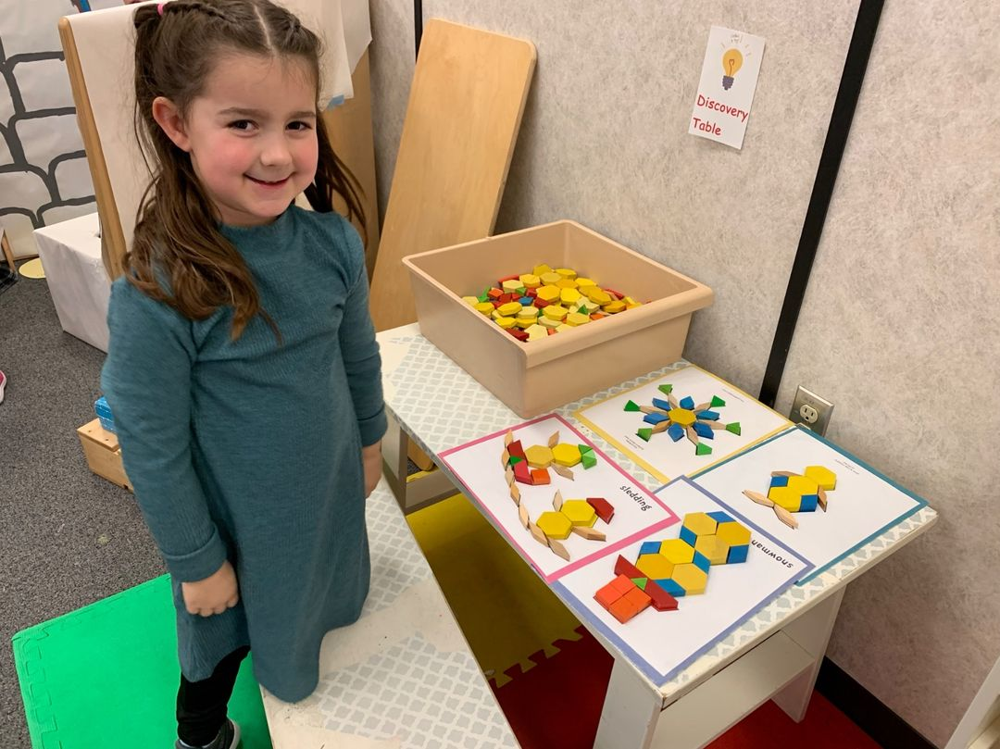 Discovery
Table
sledding
snowman